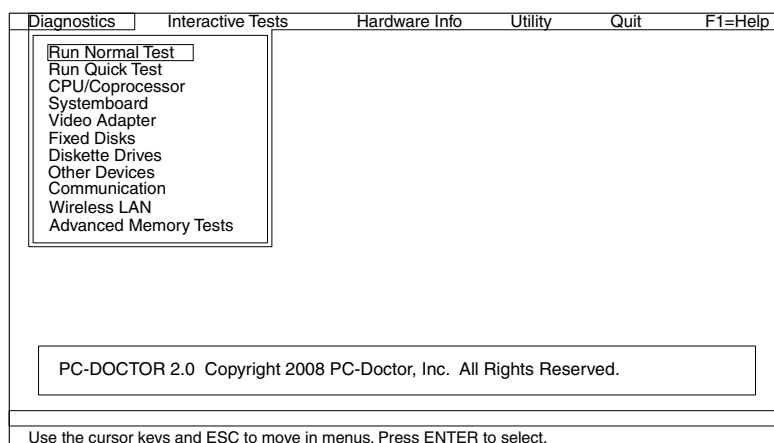 Diagnostics Interactive Tests Hardware Info Utility Quit F1=Help
Run Normal Test
Run Quick Test
CPU/Coprocessor
Systemboard
Video Adapter
Fixed Disks
Diskette Drives
Other Devices
Communication
Wireless LAN
Advanced Memory Tests
PC-DOCTOR 2.0 Copyright 2008 PC-Doctor, Inc. All Rights Reserved.
Use the cursor keys and ESC to move in menus. Press ENTER to select.